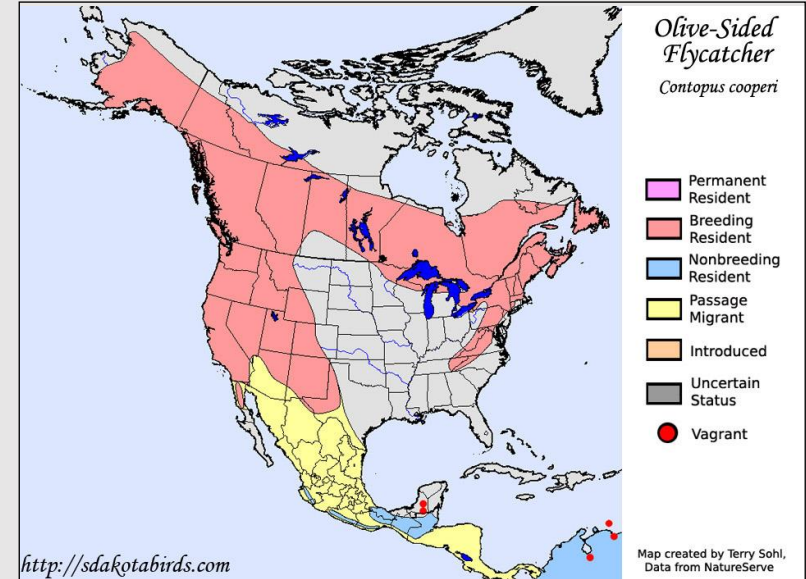 Olive-Sided
Flycatcher
Contopus cooperi
Permanent
Resident
Breeding
Resident
Nonbreeding
Resident
Passage
Migrant
Introduced
Uncertain
Status
Vagrant
http://sdakotabirds.com
Map created by Terry Sohl,
Data from NatureServe